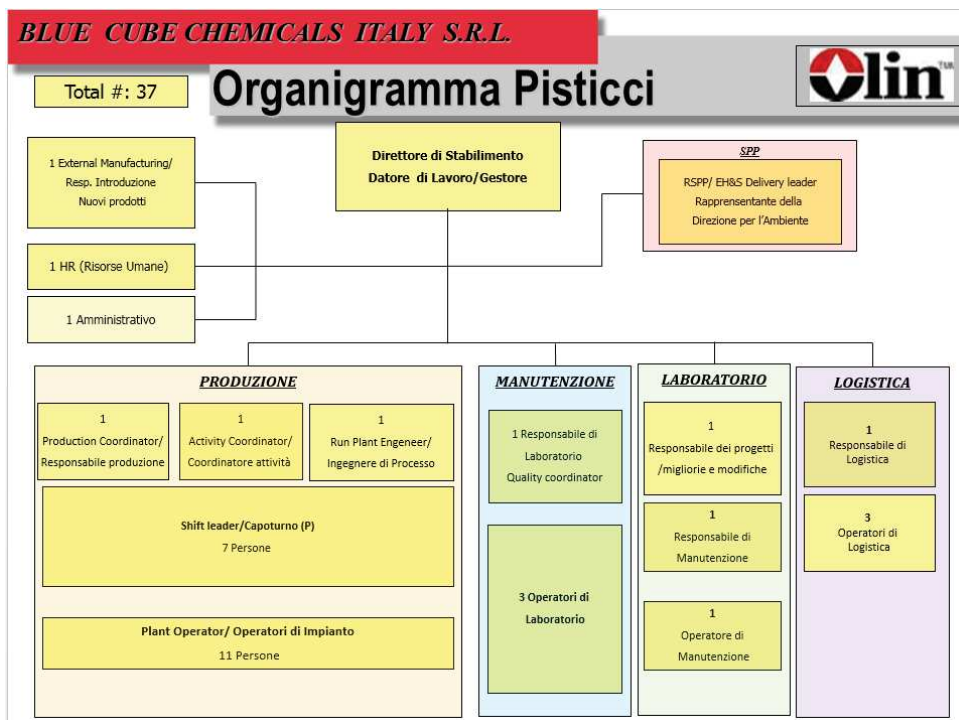 BLUE CUBE CHEMICALS ITALY S.R.L.
Total #: 37
Organigramma Pisticci
Olin™
1 External Manufacturing/
Resp. Introduzione
Nuovi prodotti
Direttore di Stabilimento
Datore di Lavoro/Gestore
SPP
RSPP/ EH&S Delivery leader
Rapprensentante della
Direzione per l'Ambiente
1 HR (Risorse Umane)
1 Amministrativo
PRODUZIONE
1
Production Coordinator/
Responsabile produzione
1
Activity Coordinator/
Coordinatore attività
1
Run Plant Engeneer/
Ingegnere di Processo
Shift leader/Capoturno (P)
7 Persone
Plant Operator/ Operatori di Impianto
11 Persone
MANUTENZIONE
1 Responsabile di
Laboratorio
Quality coordinator
3 Operatori di
Laboratorio
LABORATORIO
1
Responsabile dei progetti
/migliorie e modifiche
1
Responsabile di
Manutenzione
1
Operatore di
Manutenzione
LOGISTICA
1
Responsabile di
Logistica
3
Operatori di
Logistica